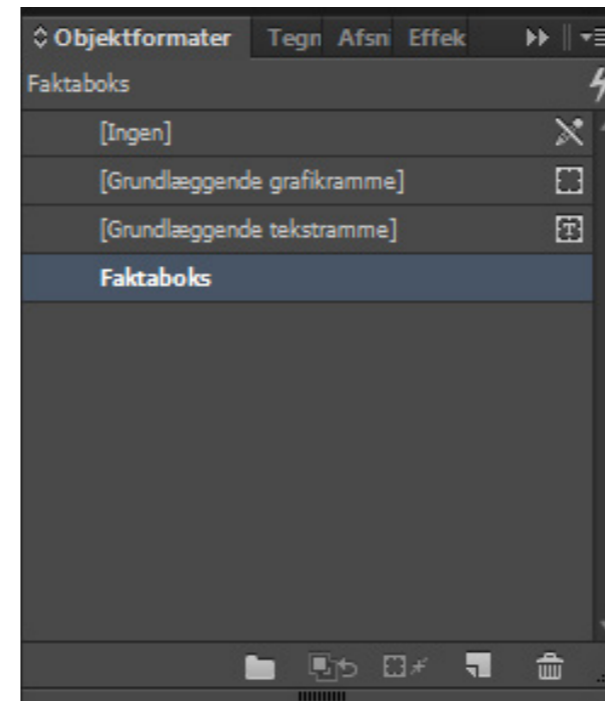 Objektformater Tegn Afsni Effek
Faktaboks
[Ingen]
[Grundlæggende grafikramme]
[Grundlæggende tekstramme]
Faktaboks